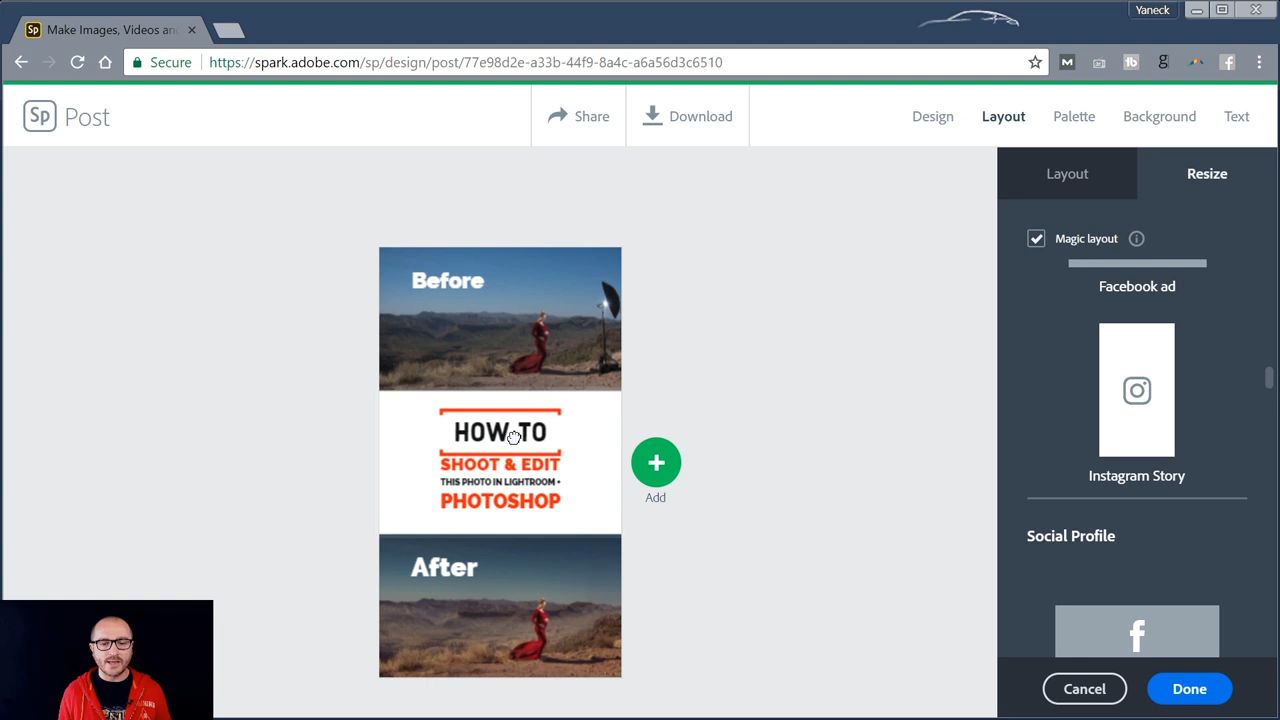 Yaneck
Sp Make Images, Videos an
Secure https://spark.adobe.com/sp/design/post/77e98d2e-a33b-44f9-8a4c-a6a56d3c6510
M 1b g f
Sp Post
Share
Download
Design Layout Palette Background Text
Layout Resize
Magic layout i
Facebook ad
Instagram Story
Social Profile
f
Cancel Done
Before
HOW TO
SHOOT & EDIT
THIS PHOTO IN LIGHTROOM +
PHOTOSHOP
After
Add